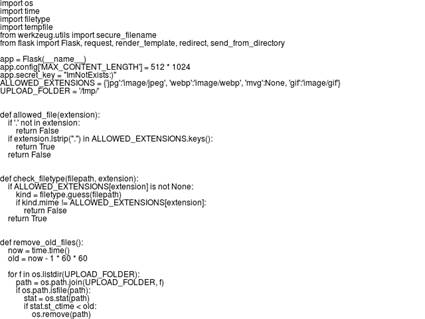 import os
import time
import filetype
import tempfile
from werkzeug.utils import secure_filename
from flask import Flask, request, render_template, redirect, send_from_directory

app = Flask(__name__)
app.config['MAX_CONTENT_LENGTH'] = 512 * 1024
app.secret_key = "ImNotExists:)"
ALLOWED_EXTENSIONS = {'jpg':'image/jpeg', 'webp':'image/webp', 'mvg':None, 'gif':'image/gif'}
UPLOAD_FOLDER = '/tmp/'


def allowed_file(extension):
    if '.' not in extension:
        return False
    if extension.lstrip(".") in ALLOWED_EXTENSIONS.keys():
        return True
    return False


def check_filetype(filepath, extension):
    if ALLOWED_EXTENSIONS[extension] is not None:
        kind = filetype.guess(filepath)
        if kind.mime != ALLOWED_EXTENSIONS[extension]:
            return False
    return True


def remove_old_files():
    now = time.time()
    old = now - 1 * 60 * 60

    for f in os.listdir(UPLOAD_FOLDER):
        path = os.path.join(UPLOAD_FOLDER, f)
        if os.path.isfile(path):
            stat = os.stat(path)
            if stat.st_ctime < old:
                os.remove(path)